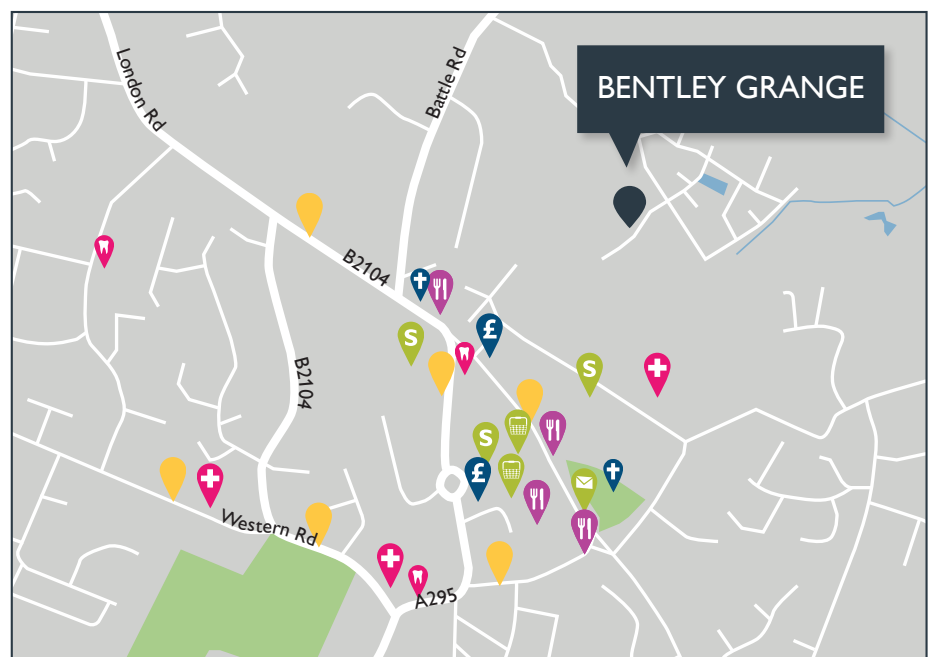 BENTLEY GRANGE
London Rd
Battle Rd
B2104
S
£
S
B2104
S
£
Western Rd
A295